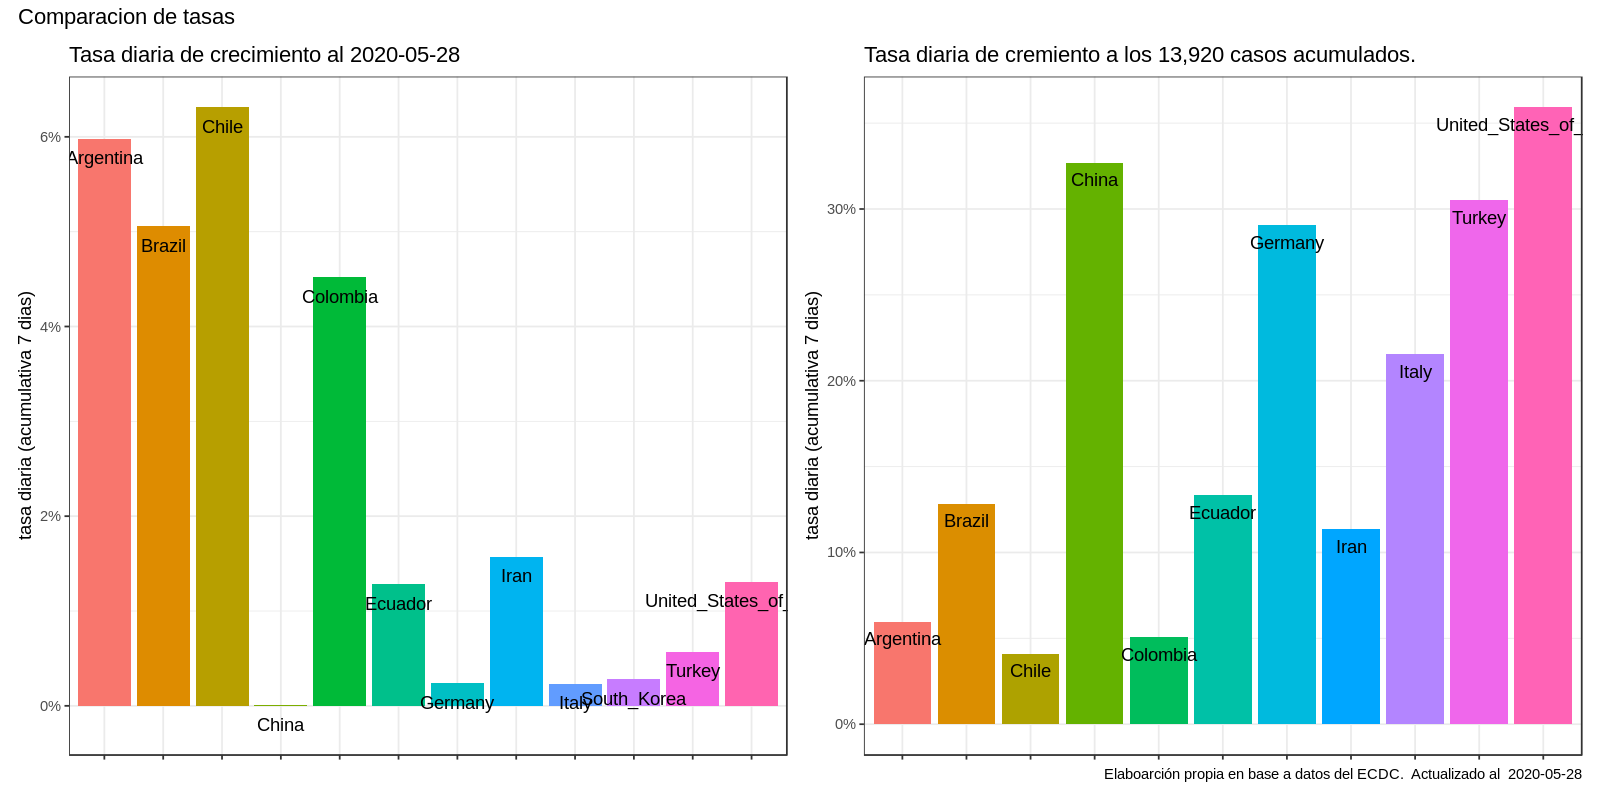 Comparacion de tasas
Tasa diaria de crecimiento al 2020-05-28
tasa diaria (acumulativa 7 dias)
6%
4%
2%
0%
Argentina
Brazil
Chile
China
Colombia
Ecuador
Germany
Iran
Italy
South_Korea
Turkey
United_States_of_
Tasa diaria de cremiento a los 13,920 casos acumulados.
tasa diaria (acumulativa 7 dias)
30%
20%
10%
0%
Argentina
Brazil
Chile
China
Colombia
Ecuador
Germany
Iran
Italy
Turkey
United_States_of_
Elaboarción propia en base a datos del ECDC.  Actualizado al  2020-05-28